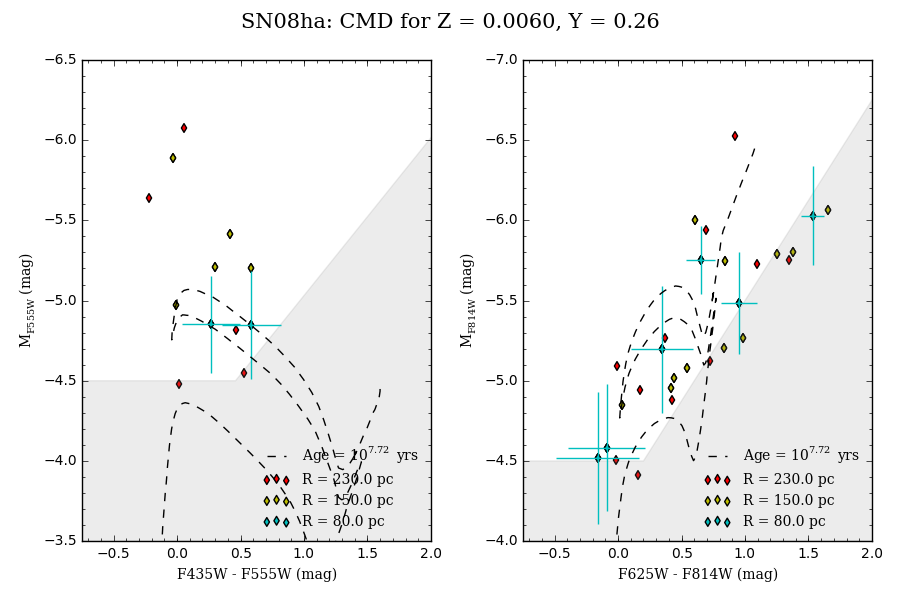 SN08ha: CMD for Z = 0.0060, Y = 0.26
−6.5
−6.0
−5.5
−5.0
−4.5
−4.0
−3.5
M_F555W (mag)
−0.5 0.0 0.5 1.0 1.5 2.0
F435W - F555W (mag)
Age = 10^7.72 yrs
R = 230.0 pc
R = 150.0 pc
R = 80.0 pc
−7.0
−6.5
−6.0
−5.5
−5.0
−4.5
−4.0
M_F814W (mag)
−0.5 0.0 0.5 1.0 1.5 2.0
F625W - F814W (mag)
Age = 10^7.72 yrs
R = 230.0 pc
R = 150.0 pc
R = 80.0 pc